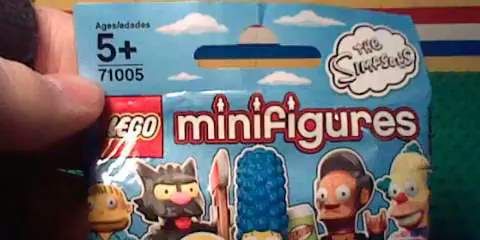 Ages/edades
5+
71005
THE
SIMPSONS
LEGO
minifigures